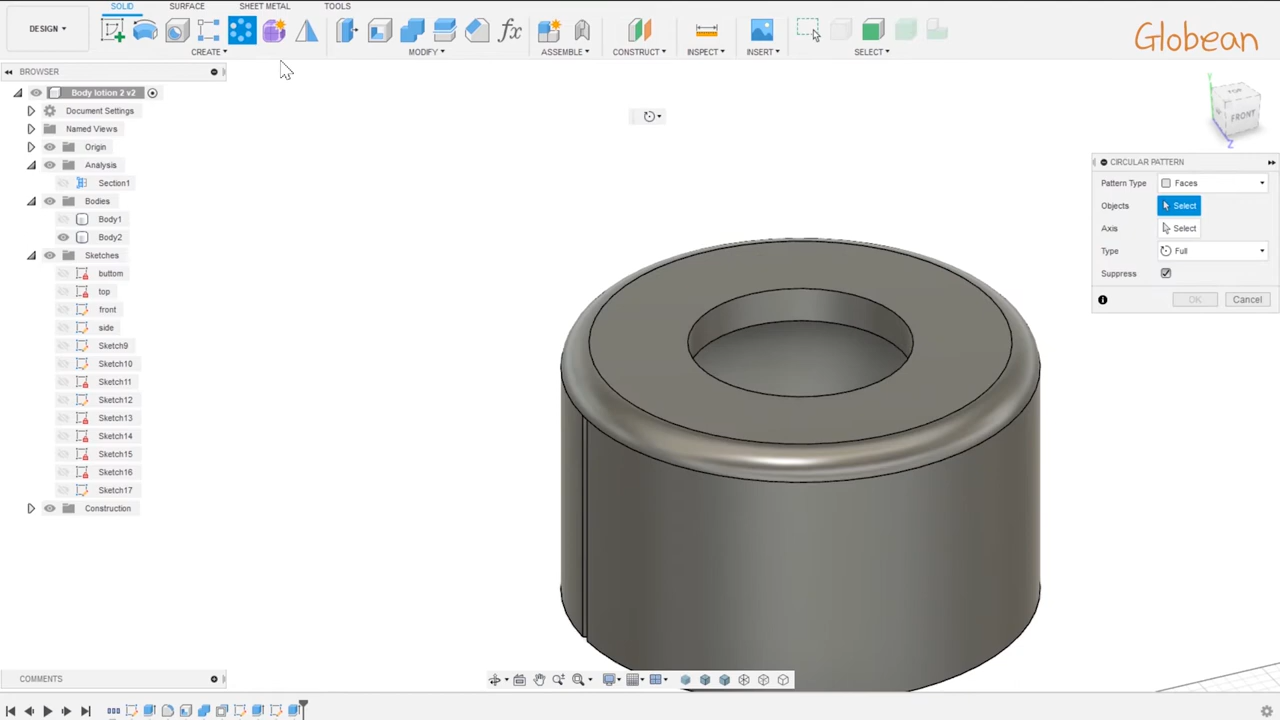 SOLID SURFACE SHEET METAL TOOLS
DESIGN
CREATE MODIFY ASSEMBLE CONSTRUCT INSPECT INSERT SELECT
Globean
BROWSER
Body lotion 2 v2
Document Settings
Named Views
Origin
Analysis
Section1
Bodies
Body1
Body2
Sketches
buttom
top
front
side
Sketch9
Sketch10
Sketch11
Sketch12
Sketch13
Sketch14
Sketch15
Sketch16
Sketch17
Construction
TOP
FRONT
Y
Z
CIRCULAR PATTERN
Pattern Type Faces
Objects Select
Axis Select
Type Full
Suppress
OK Cancel
COMMENTS